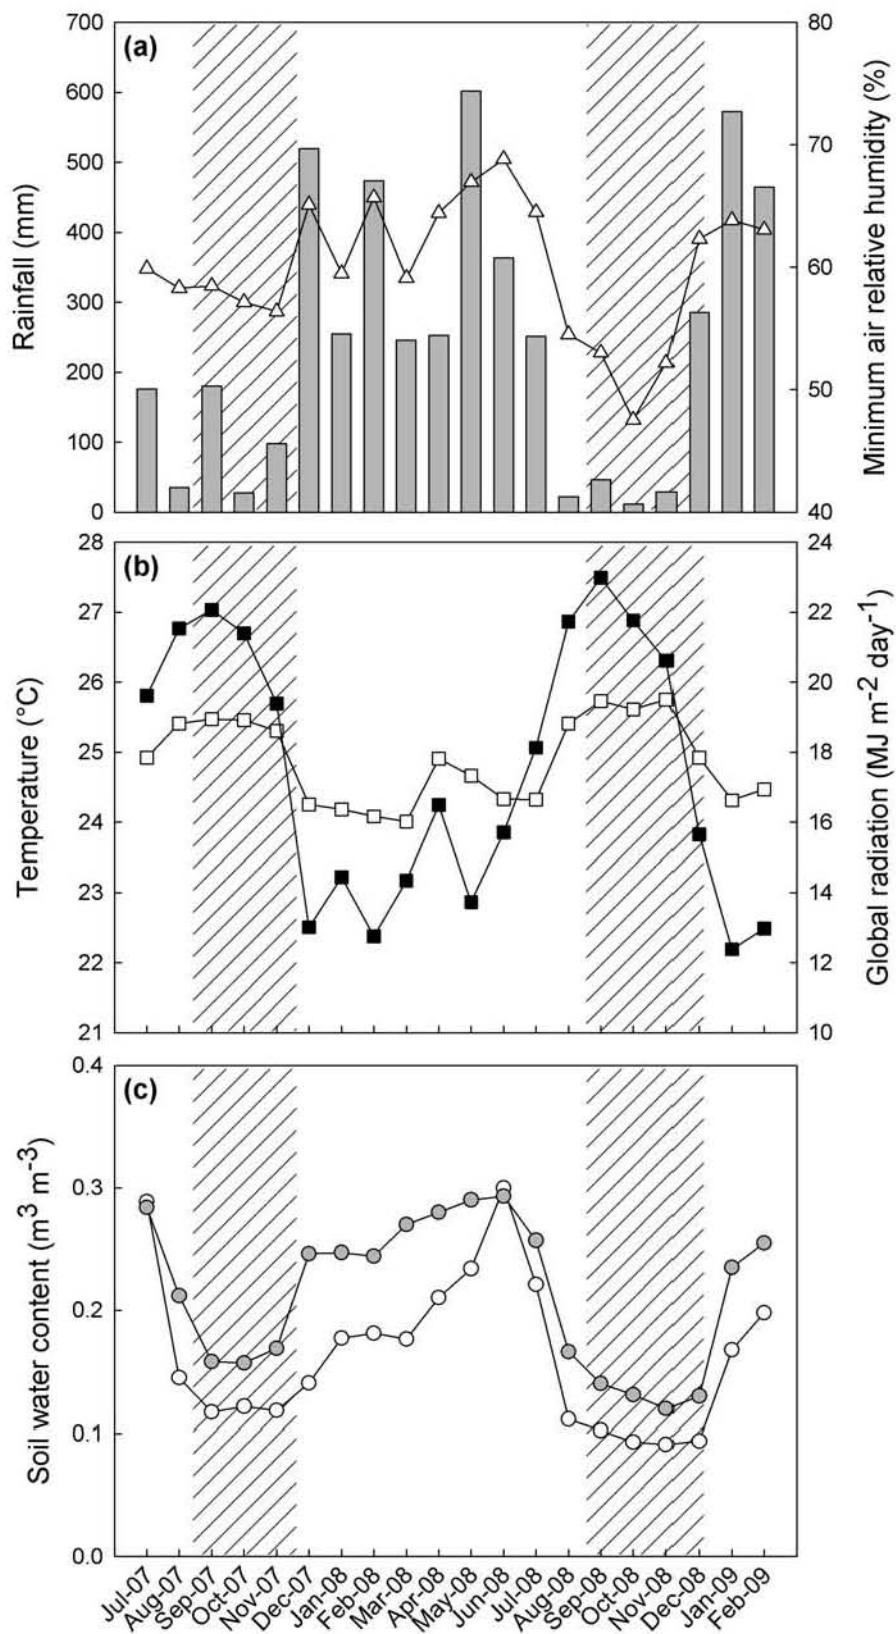 (a)
Rainfall (mm)
700
600
500
400
300
200
100
0
80
70
60
50
40
Minimum air relative humidity (%)
(b)
Temperature (°C)
28
27
26
25
24
23
22
21
24
22
20
18
16
14
12
10
Global radiation (MJ m⁻² day⁻¹)
(c)
Soil water content (m³ m⁻³)
0.4
0.3
0.2
0.1
0.0
Jul-07
Aug-07
Sep-07
Oct-07
Nov-07
Dec-07
Jan-08
Feb-08
Mar-08
Apr-08
May-08
Jun-08
Jul-08
Aug-08
Sep-08
Oct-08
Nov-08
Dec-08
Jan-09
Feb-09